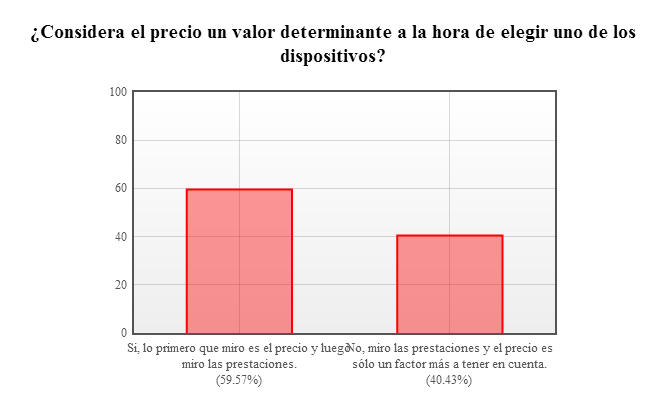 ¿Considera el precio un valor determinante a la hora de elegir uno de los
dispositivos?
100
80
60
40
20
0
Si, lo primero que miro es el precio y luego
miro las prestaciones.
(59.57%)
No, miro las prestaciones y el precio es
sólo un factor más a tener en cuenta.
(40.43%)